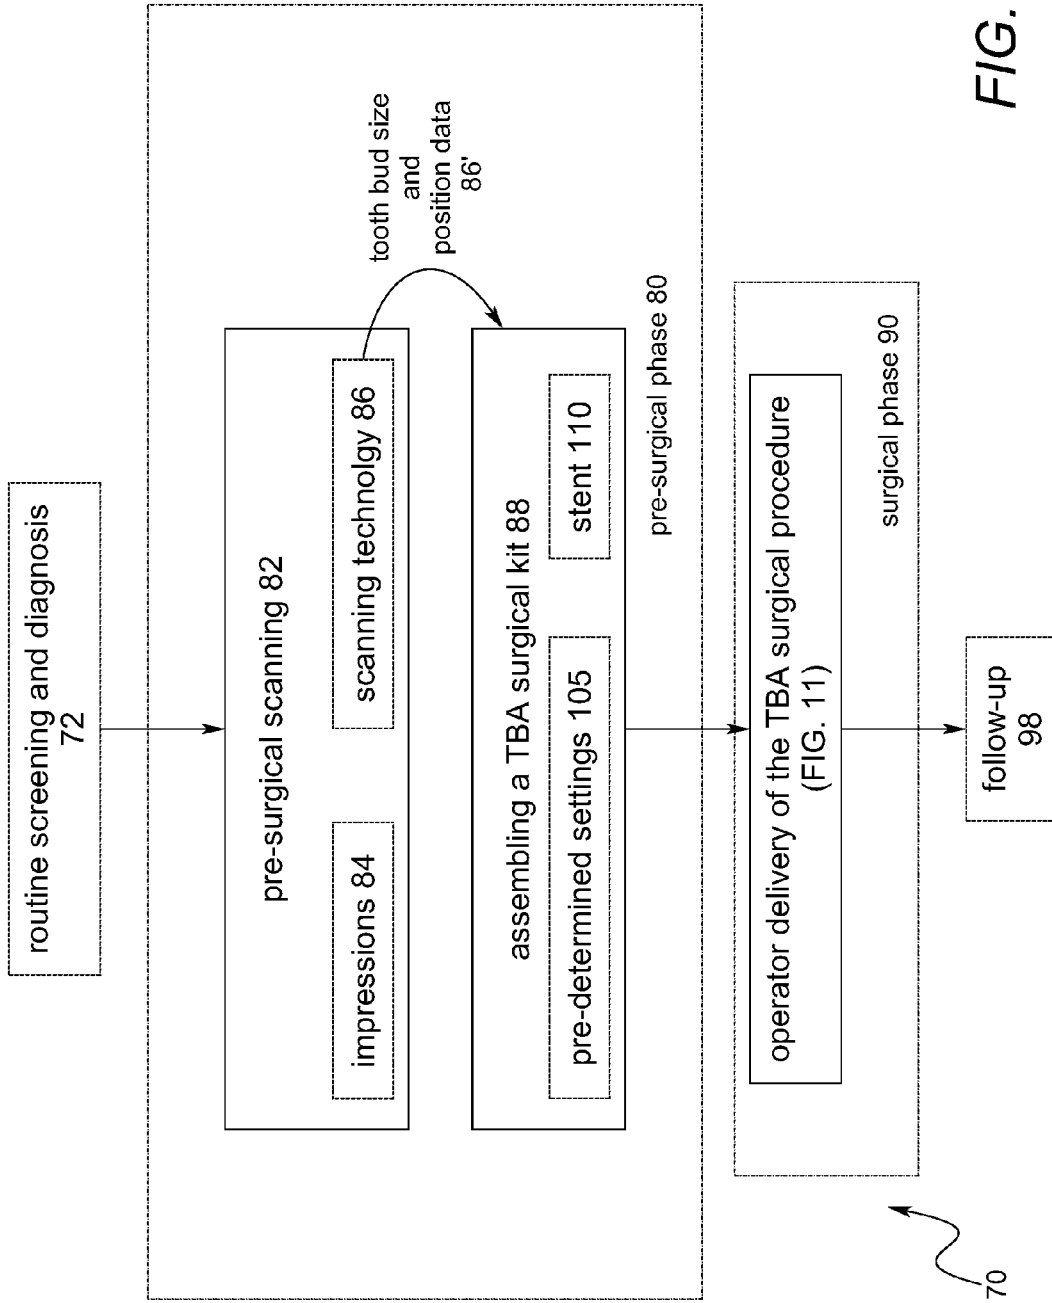 routine screening and diagnosis
72
pre-surgical scanning 82
impressions 84
scanning technolgy 86
tooth bud size
and
position data
86'
assembling a TBA surgical kit 88
pre-determined settings 105
stent 110
pre-surgical phase 80
operator delivery of the TBA surgical procedure
(FIG. 11)
surgical phase 90
follow-up
98
70
FIG.